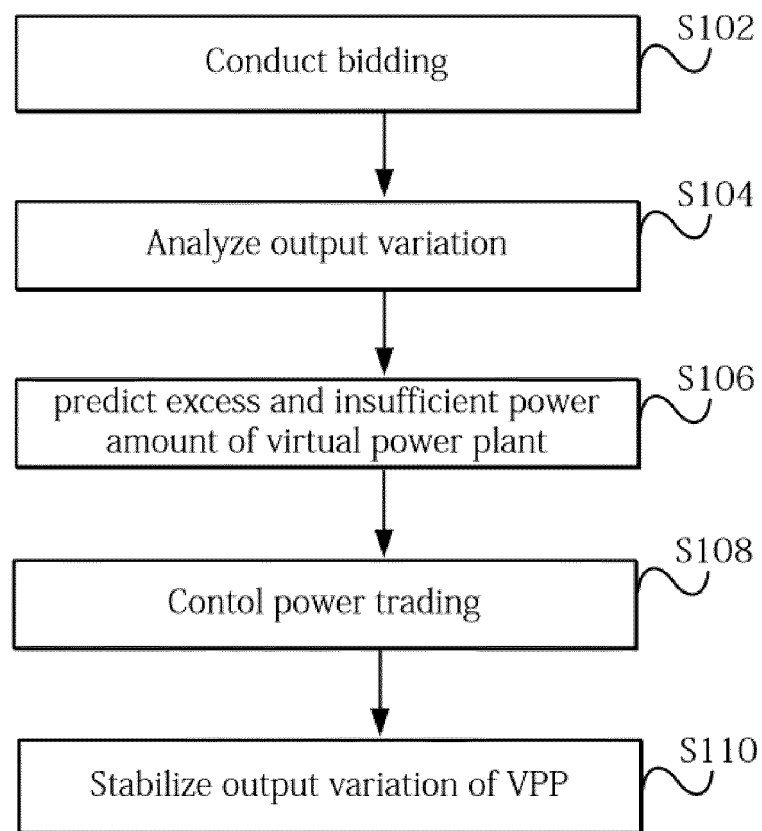 S102
Conduct bidding
S104
Analyze output variation
S106
predict excess and insufficient power
amount of virtual power plant
S108
Contol power trading
S110
Stabilize output variation of VPP